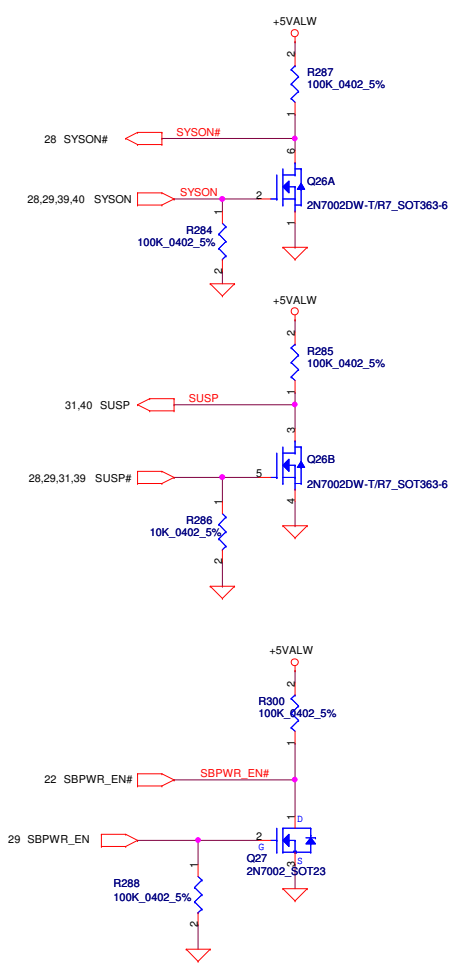 +5VALW
2
R287
100K_0402_5%
1
28 SYSON#
SYSON#
6
Q26A
28,29,39,40 SYSON
SYSON
2
2N7002DW-T/R7_SOT363-6
1
1
R284
100K_0402_5%
2
+5VALW
2
R285
100K_0402_5%
1
31,40 SUSP
SUSP
3
Q26B
28,29,31,39 SUSP#
5
2N7002DW-T/R7_SOT363-6
4
1
R286
10K_0402_5%
2
+5VALW
2
R300
100K_0402_5%
1
22 SBPWR_EN#
SBPWR_EN#
1 D
29 SBPWR_EN
2
G
Q27
3 S
2N7002_SOT23
1
R288
100K_0402_5%
2